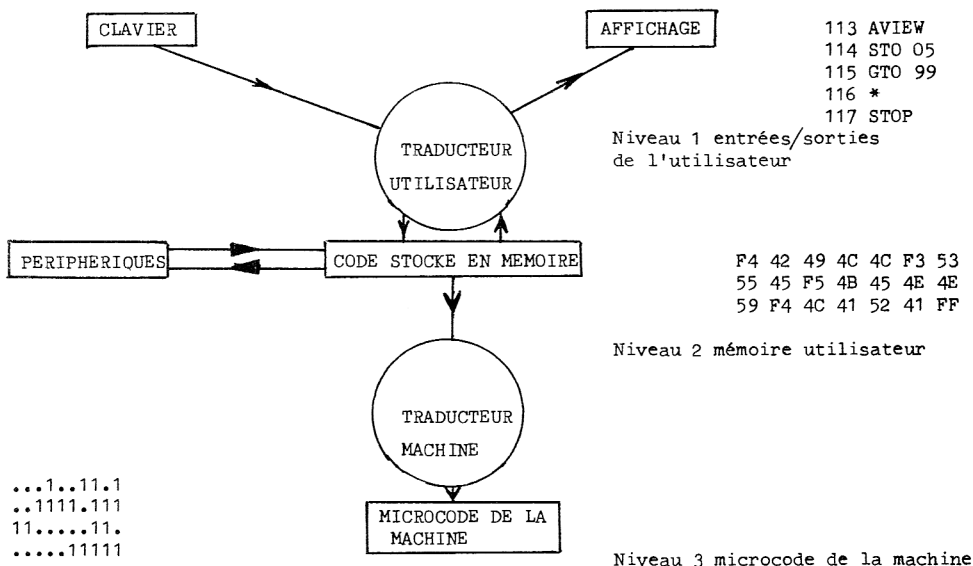 CLAVIER
AFFICHAGE
113 AVIEW
114 STO 05
115 GTO 99
116 *
117 STOP
TRADUCTEUR
UTILISATEUR
Niveau 1 entrées/sorties
de l'utilisateur
PERIPHERIQUES
CODE STOCKE EN MEMOIRE
F4 42 49 4C 4C F3 53
55 45 F5 4B 45 4E 4E
59 F4 4C 41 52 41 FF
Niveau 2 mémoire utilisateur
TRADUCTEUR
MACHINE
...1..11.1
..1111.111
11.....11.
.....11111
MICROCODE DE LA
MACHINE
Niveau 3 microcode de la machine